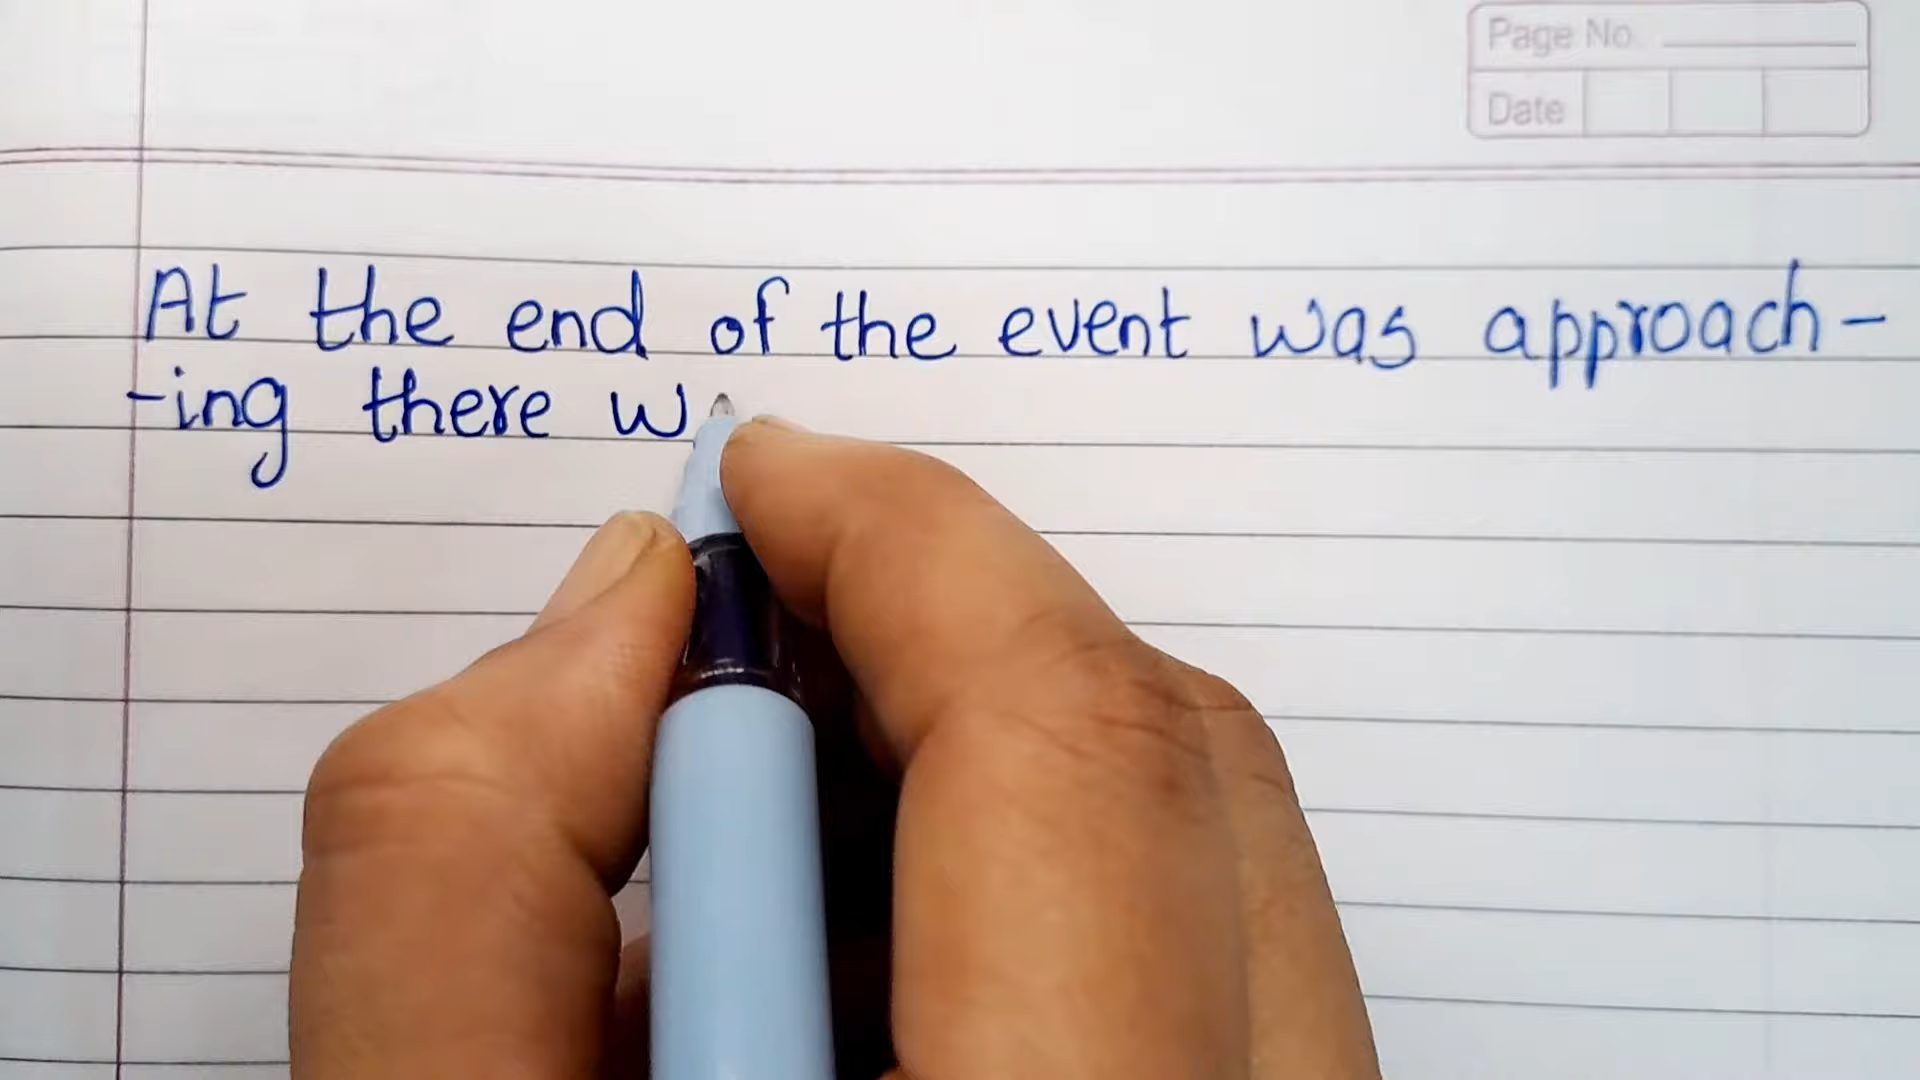 Page No.
Date
At the end of the event was approach-
-ing there w